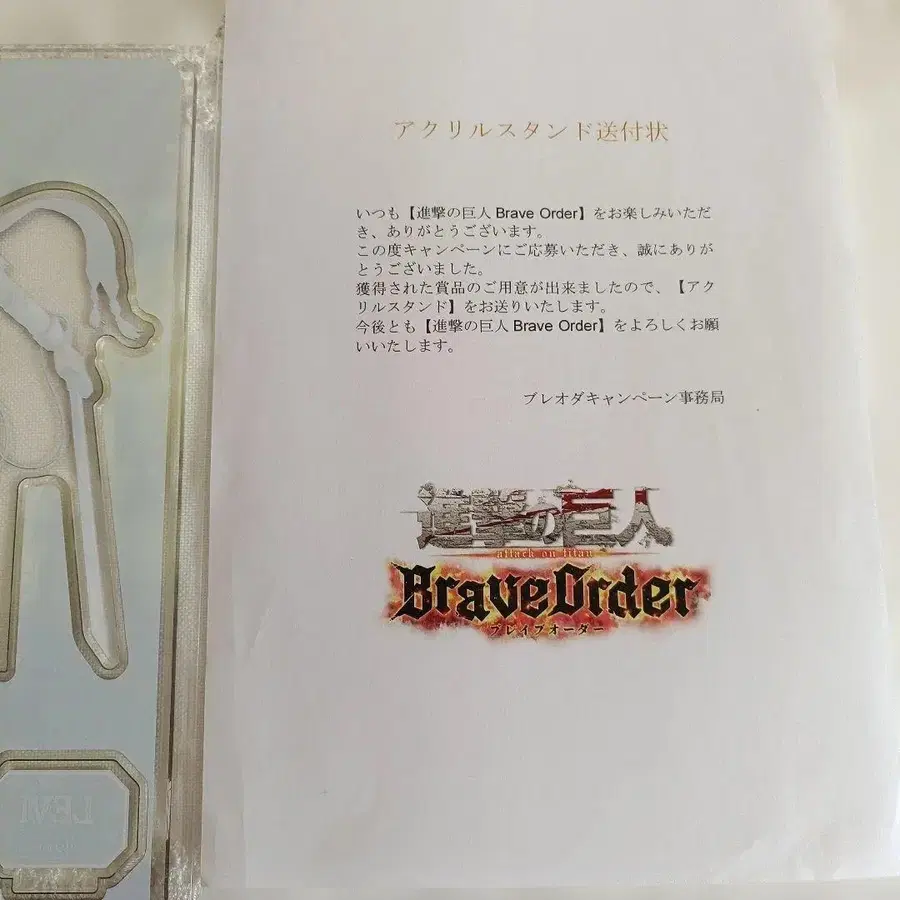 アクリルスタンド送付状
いつも【進撃の巨人 Brave Order】をお楽しみいただ
き、ありがとうございます。
この度キャンペーンにご応募いただき、誠にありが
とうございました。
獲得された賞品のご用意が出来ましたので、【アク
リルスタンド】をお送りいたします。
今後とも【進撃の巨人 Brave Order】をよろしくお願
いいたします。
ブレオダキャンペーン事務局
進撃の巨人
attack on titan
Brave Order
ブレイブオーダー
LEVI